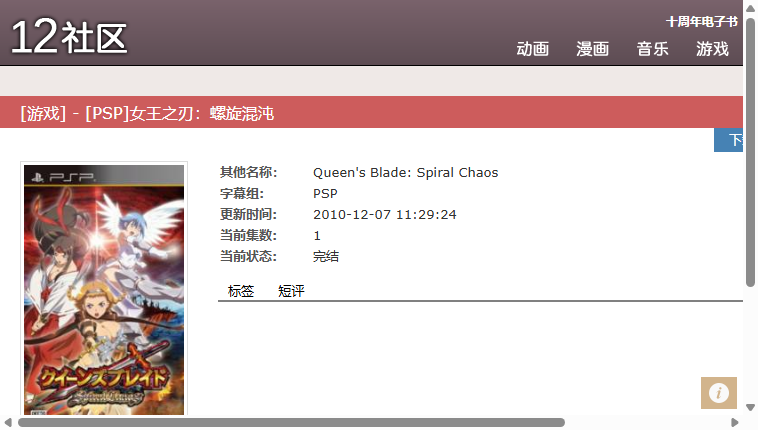 12社区
十周年电子书
动画 漫画 音乐 游戏
[游戏] - [PSP]女王之刃：螺旋混沌
其他名称： Queen's Blade: Spiral Chaos
字幕组： PSP
更新时间： 2010-12-07 11:29:24
当前集数： 1
当前状态： 完结
标签 短评
PSP
クイーンズブレイド